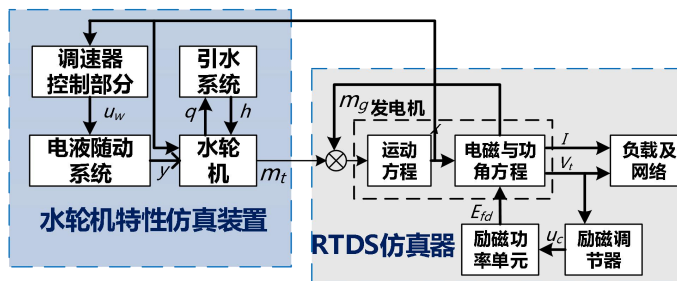 调速器
控制部分
引水
系统
u_w
q
h
电液随动
系统
y
水轮
机
m_t
水轮机特性仿真装置
m_g
发电机
x
运动
方程
电磁与功
角方程
I
V_t
负载及
网络
E_fd
RTDS仿真器
励磁功
率单元
u_c
励磁调
节器